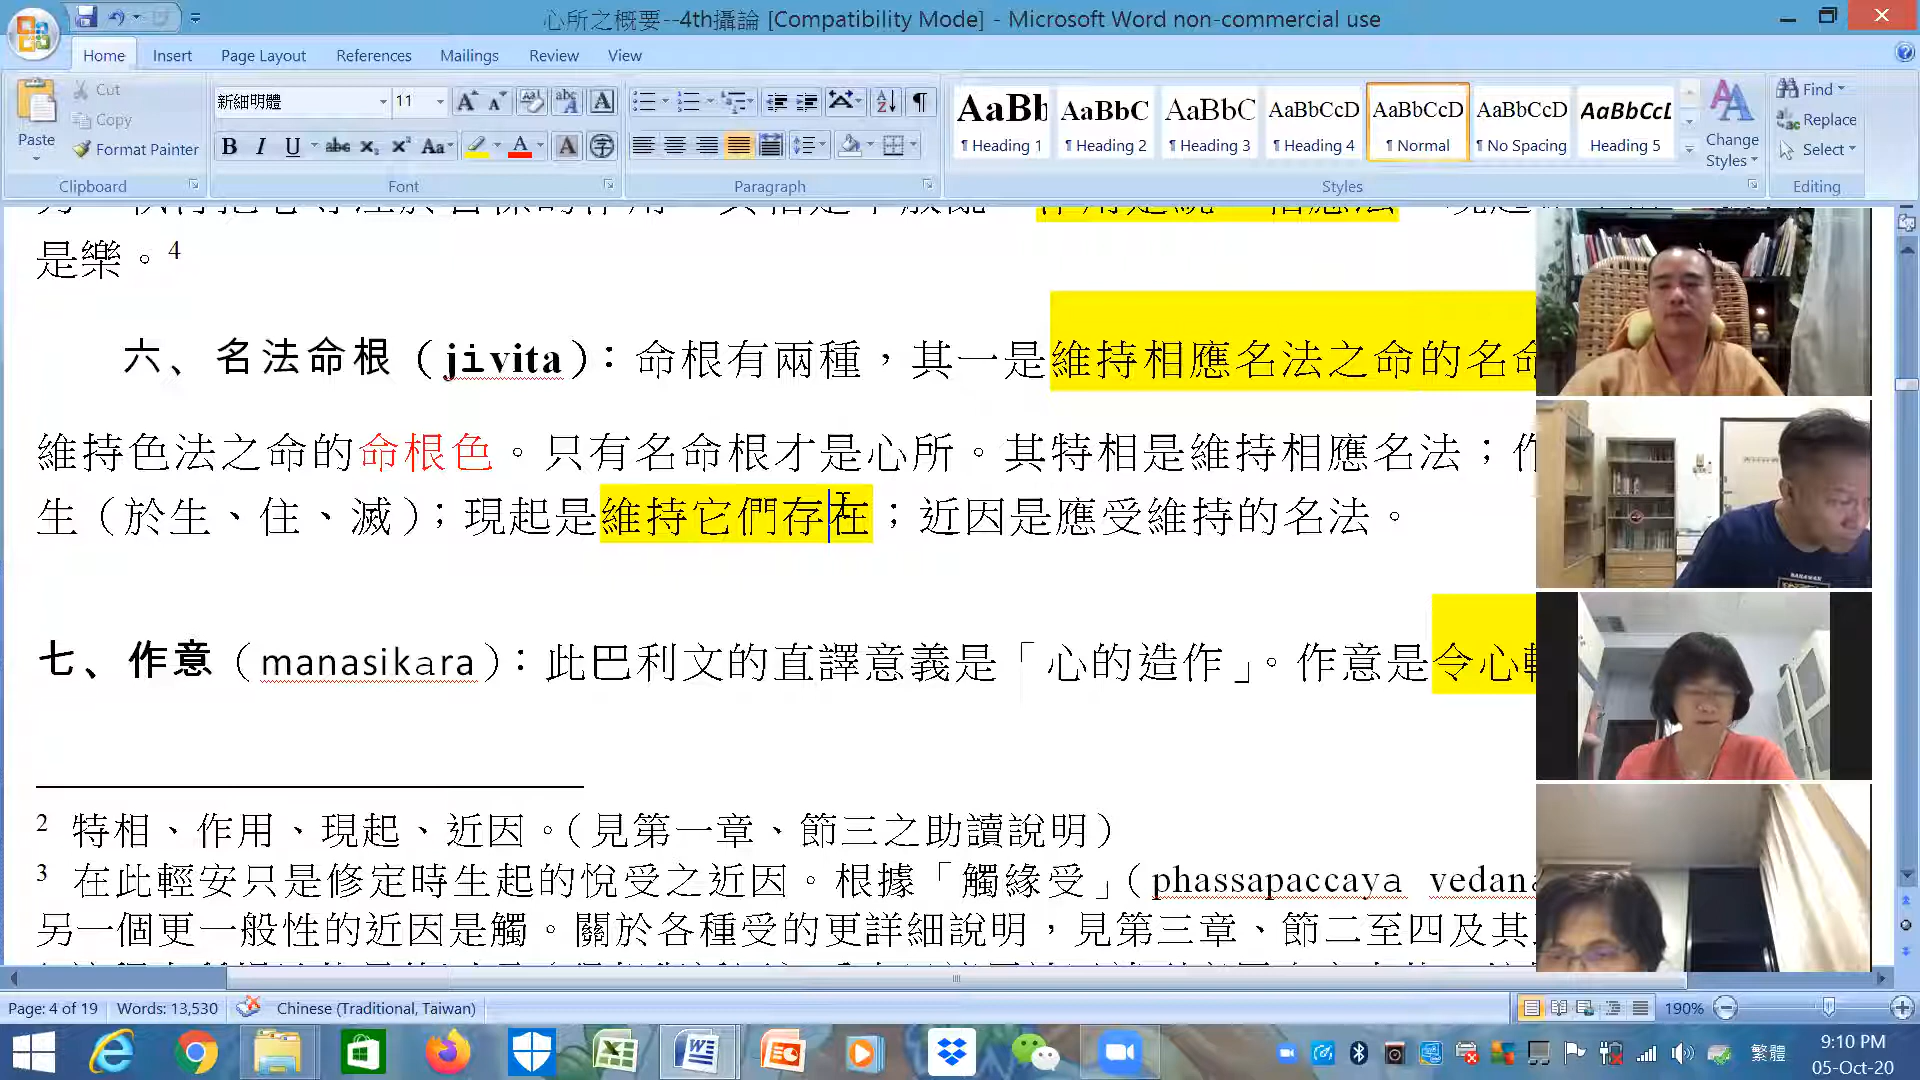 心所之概要--4th攝論 [Compatibility Mode] - Microsoft Word non-commercial use
Home Insert Page Layout References Mailings Review View
Paste
Cut
Copy
Format Painter
Clipboard
新細明體 11
Font
Paragraph
AaBb AaBbC AaBbC AaBbCcD AaBbCcD AaBbCcD AaBbCcD
¶ Heading 1 ¶ Heading 2 ¶ Heading 3 ¶ Heading 4 ¶ Normal ¶ No Spacing Heading 5
Styles
Change Styles
Find
Replace
Select
Editing
是樂。4
六、名法命根（jīvita）：命根有兩種，其一是維持相應名法之命的名命
維持色法之命的命根色。只有名命根才是心所。其特相是維持相應名法；作
生（於生、住、滅）；現起是維持它們存在；近因是應受維持的名法。
七、作意（manasikara）：此巴利文的直譯意義是「心的造作」。作意是令心
2 特相、作用、現起、近因。（見第一章、節三之助讀說明）
3 在此輕安只是修定時生起的悅受之近因。根據「觸緣受」（phassapaccaya vedana
另一個更一般性的近因是觸。關於各種受的更詳細說明，見第三章、節二至四及其
Page: 4 of 19 Words: 13,530 Chinese (Traditional, Taiwan) 190%
繁體
9:10 PM
05-Oct-20